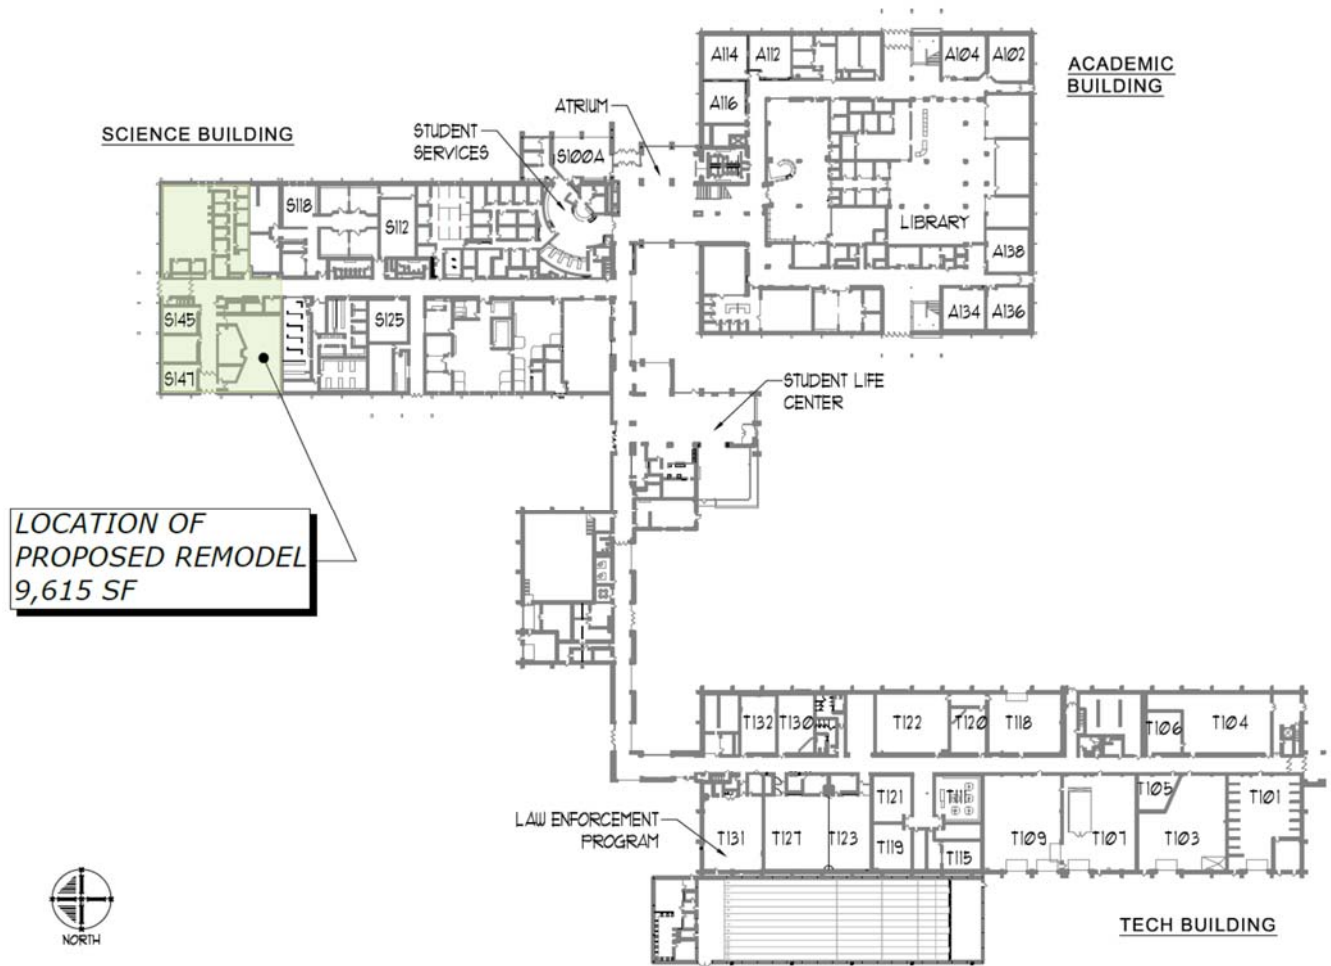 ACADEMIC
BUILDING
A114
A112
A104
A102
A116
ATRIUM
SCIENCE BUILDING
STUDENT
SERVICES
S100A
S118
S112
LIBRARY
A138
S145
S125
A134
A136
S147
STUDENT LIFE
CENTER
LOCATION OF
PROPOSED REMODEL
9,615 SF
T132
T130
T122
T120
T118
T106
T104
T121
T111
T105
T101
LAW ENFORCEMENT
PROGRAM
T131
T127
T123
T119
T115
T109
T107
T103
TECH BUILDING
NORTH